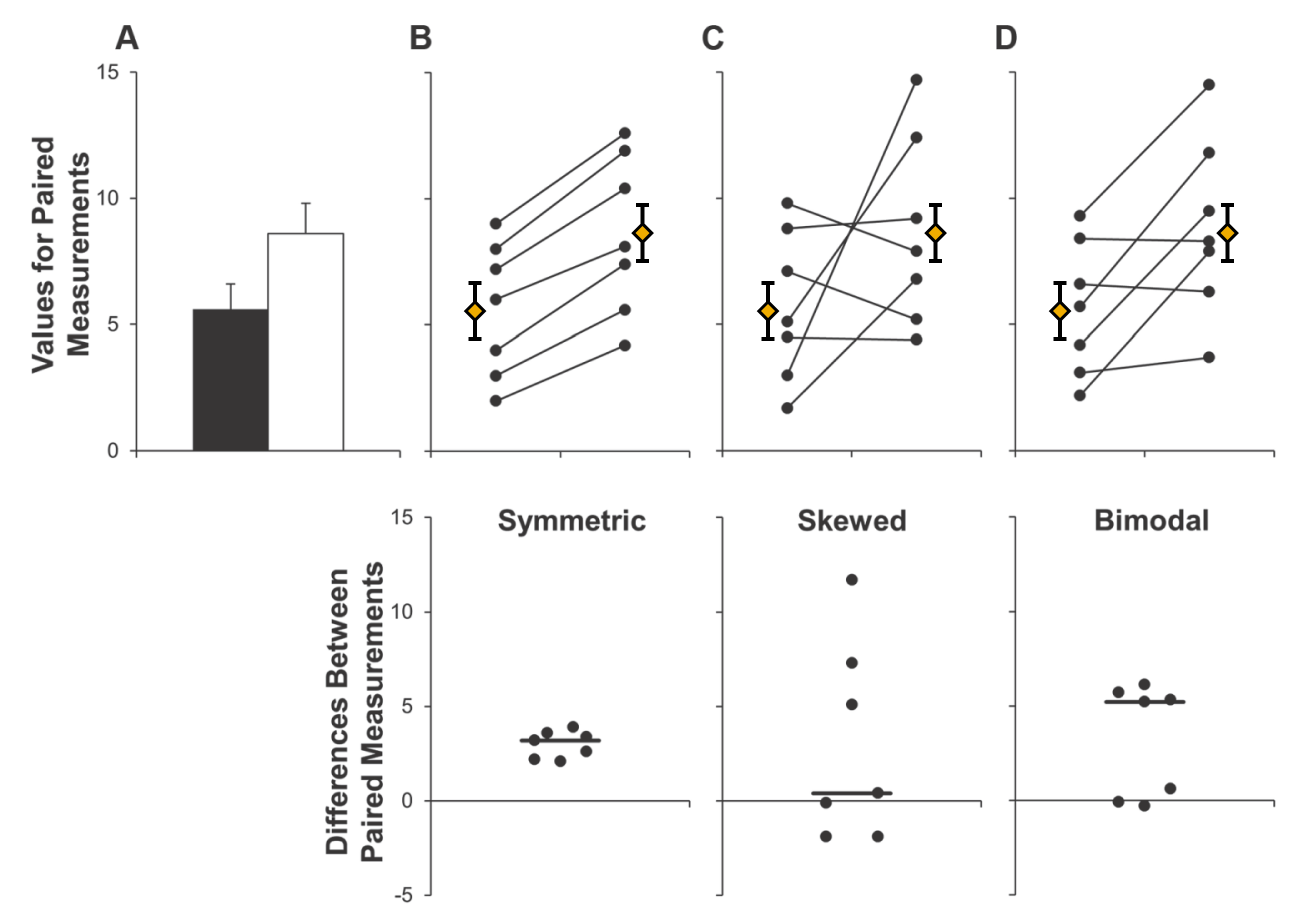 A
B
C
D
15
10
5
0
Values for Paired
Measurements
Symmetric
Skewed
Bimodal
15
10
5
0
-5
Differences Between
Paired Measurements